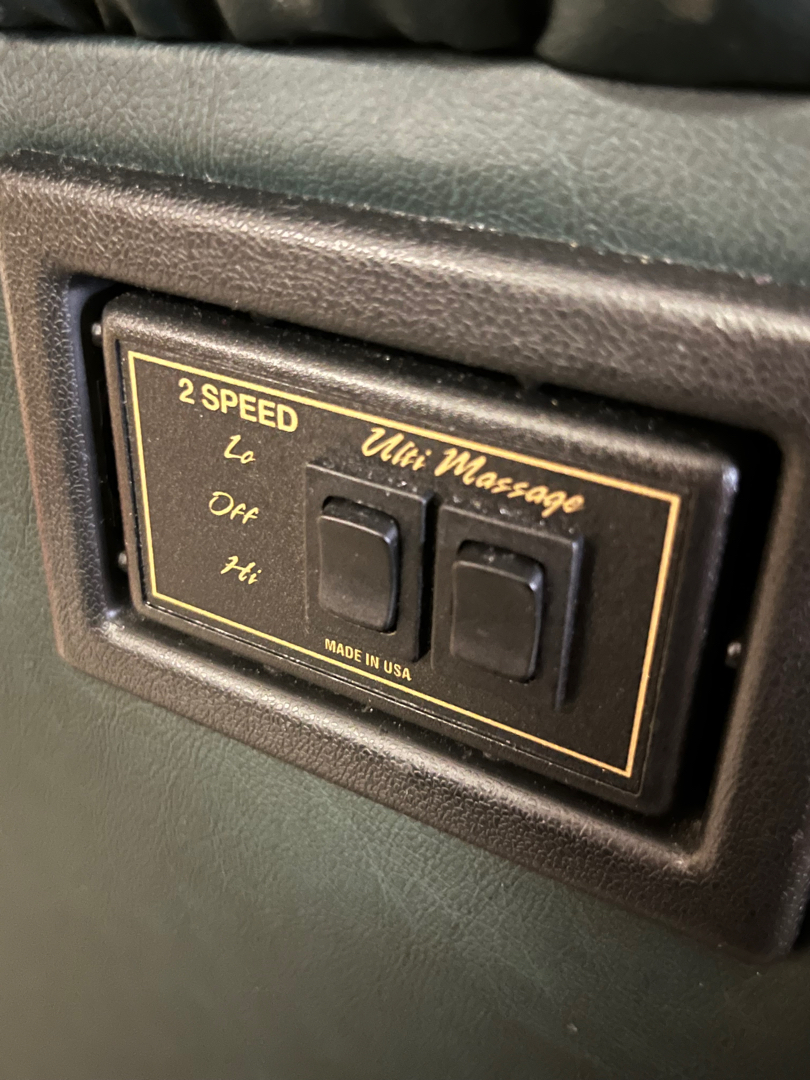 2 SPEED
Ulti Massage
Lo
Off
Hi
MADE IN USA